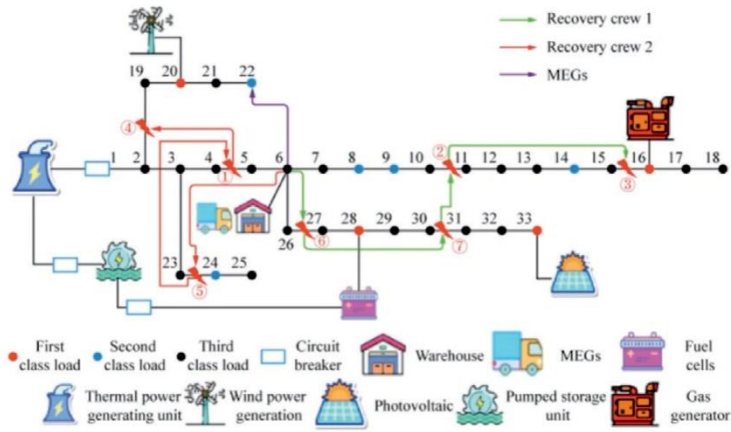 Recovery crew 1
Recovery crew 2
MEGs
19 20 21 22
④
1 2 3 4 5 6 7 8 9 10 11 12 13 14 15 16 17 18
① ② ③
26 27 28 29 30 31 32 33
⑥ ⑦
23 24 25
⑤
First class load
Second class load
Third class load
Circuit breaker
Warehouse
MEGs
Fuel cells
Thermal power generating unit
Wind power generation
Photovoltaic
Pumped storage unit
Gas generator